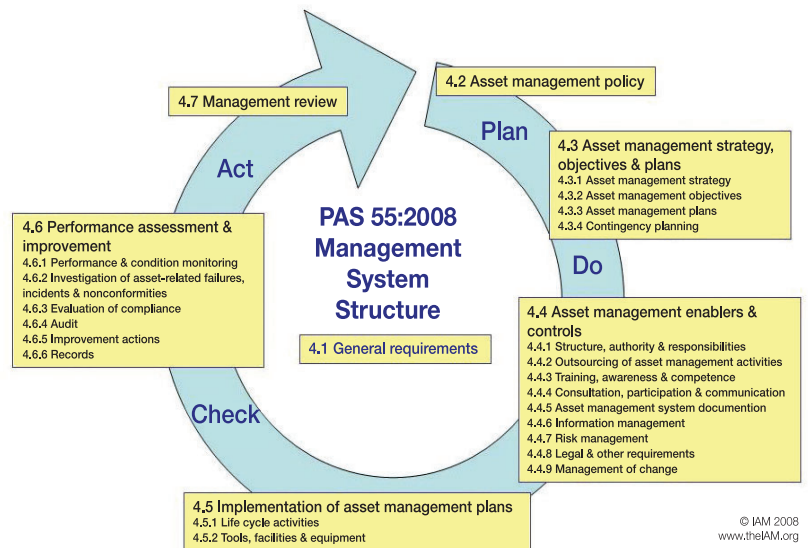 4.2 Asset management policy
4.7 Management review
Plan
4.3 Asset management strategy,
objectives & plans
4.3.1 Asset management strategy
4.3.2 Asset management objectives
4.3.3 Asset management plans
4.3.4 Contingency planning
Act
PAS 55:2008
Management
System
Structure
4.1 General requirements
4.6 Performance assessment &
improvement
4.6.1 Performance & condition monitoring
4.6.2 Investigation of asset-related failures,
incidents & nonconformities
4.6.3 Evaluation of compliance
4.6.4 Audit
4.6.5 Improvement actions
4.6.6 Records
Do
4.4 Asset management enablers &
controls
4.4.1 Structure, authority & responsibilities
4.4.2 Outsourcing of asset management activities
4.4.3 Training, awareness & competence
4.4.4 Consultation, participation & communication
4.4.5 Asset management system documention
4.4.6 Information management
4.4.7 Risk management
4.4.8 Legal & other requirements
4.4.9 Management of change
Check
4.5 Implementation of asset management plans
4.5.1 Life cycle activities
4.5.2 Tools, facilities & equipment
© IAM 2008
www.theIAM.org